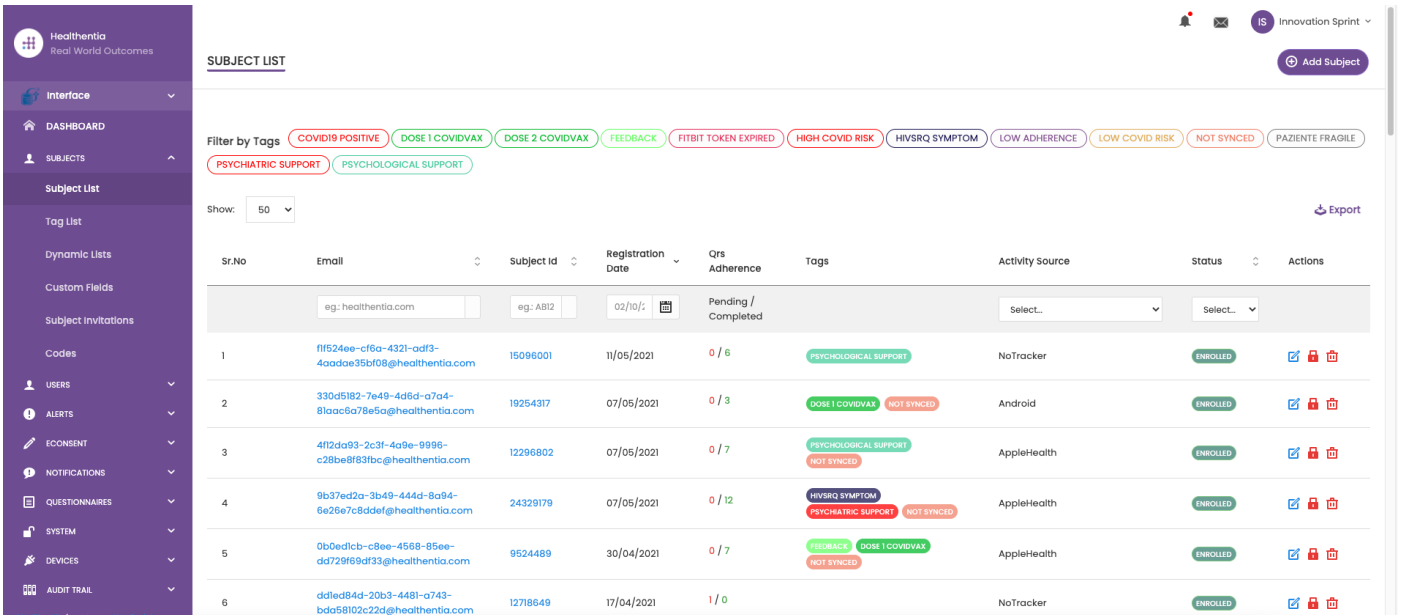 Healthentia
Real World Outcomes
IS Innovation Sprint
SUBJECT LIST
Add Subject
Interface
DASHBOARD
SUBJECTS
Subject List
Tag List
Dynamic Lists
Custom Fields
Subject Invitations
Codes
USERS
ALERTS
ECONSENT
NOTIFICATIONS
QUESTIONNAIRES
SYSTEM
DEVICES
AUDIT TRAIL
Filter by Tags COVID19 POSITIVE DOSE 1 COVIDVAX DOSE 2 COVIDVAX FEEDBACK FITBIT TOKEN EXPIRED HIGH COVID RISK HIVSRQ SYMPTOM LOW ADHERENCE LOW COVID RISK NOT SYNCED PAZIENTE FRAGILE
PSYCHIATRIC SUPPORT PSYCHOLOGICAL SUPPORT
Show: 50
Export
Sr.No Email Subject Id Registration Date Qrs Adherence Tags Activity Source Status Actions
eg.: healthentia.com eg.: AB12 02/10/2 Pending / Completed Select... Select...
1 f1f524ee-cf6a-4321-adf3-4aadae35bf08@healthentia.com 15096001 11/05/2021 0 / 6 PSYCHOLOGICAL SUPPORT NoTracker ENROLLED
2 330d5182-7e49-4d6d-a7a4-81aac6a78e5a@healthentia.com 19254317 07/05/2021 0 / 3 DOSE 1 COVIDVAX NOT SYNCED Android ENROLLED
3 4f12da93-2c3f-4a9e-9996-c28be8f83fbc@healthentia.com 12296802 07/05/2021 0 / 7 PSYCHOLOGICAL SUPPORT NOT SYNCED AppleHealth ENROLLED
4 9b37ed2a-3b49-444d-8a94-6e26e7c8ddef@healthentia.com 24329179 07/05/2021 0 / 12 HIVSRQ SYMPTOM PSYCHIATRIC SUPPORT NOT SYNCED AppleHealth ENROLLED
5 0b0ed1cb-c8ee-4568-85ee-dd729f69df33@healthentia.com 9524489 30/04/2021 0 / 7 FEEDBACK DOSE 1 COVIDVAX NOT SYNCED AppleHealth ENROLLED
6 dd1ed84d-20b3-4481-a743-bda58102c22d@healthentia.com 12718649 17/04/2021 1 / 0 NoTracker ENROLLED